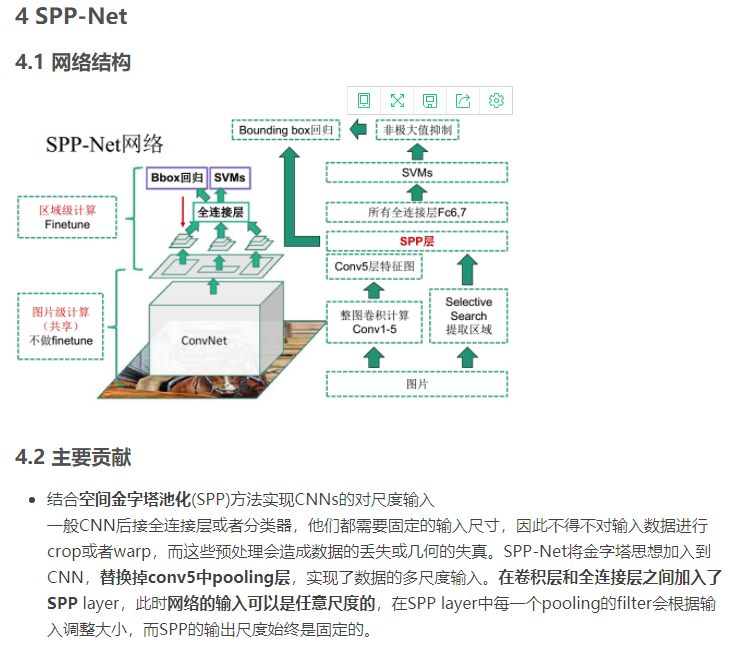 4 SPP-Net
4.1 网络结构
SPP-Net网络
Bbox回归
SVMs
区域级计算
Finetune
全连接层
图片级计算
（共享）
不做finetune
ConvNet
Bounding box回归
非极大值抑制
SVMs
所有全连接层Fc6,7
SPP层
Conv5层特征图
整图卷积计算
Conv1-5
Selective
Search
提取区域
图片
4.2 主要贡献
• 结合空间金字塔池化(SPP)方法实现CNNs的对尺度输入
一般CNN后接全连接层或者分类器，他们都需要固定的输入尺寸，因此不得不对输入数据进行
crop或者warp，而这些预处理会造成数据的丢失或几何的失真。SPP-Net将金字塔思想加入到
CNN，替换掉conv5中pooling层，实现了数据的多尺度输入。在卷积层和全连接层之间加入了
SPP layer，此时网络的输入可以是任意尺度的，在SPP layer中每一个pooling的filter会根据输
入调整大小，而SPP的输出尺度始终是固定的。